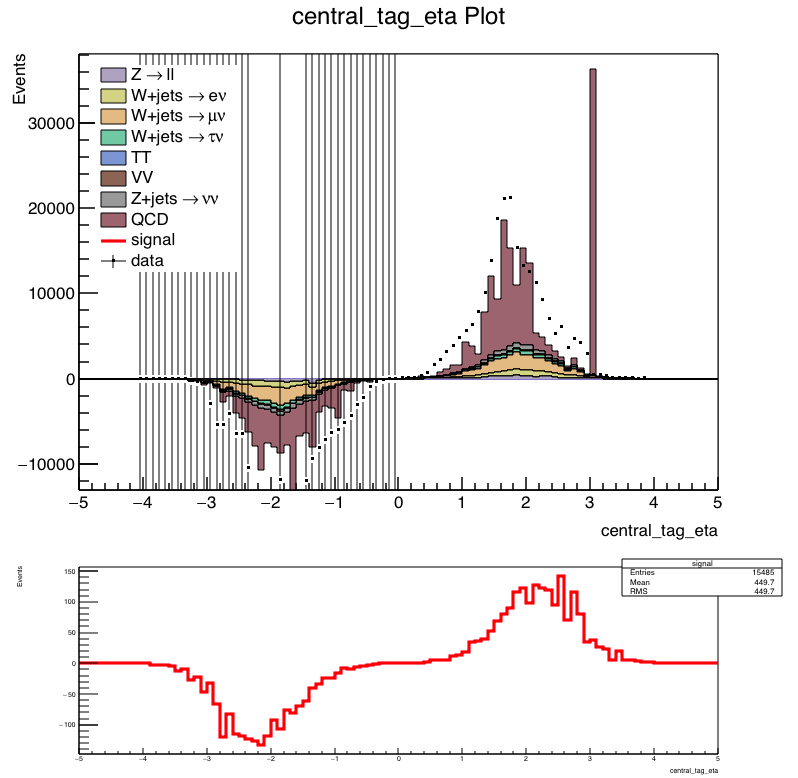 central_tag_eta Plot
Events
Z → ll
W+jets → eν
W+jets → μν
W+jets → τν
TT
VV
Z+jets → νν
QCD
signal
data
30000
20000
10000
0
−10000
−5 −4 −3 −2 −1 0 1 2 3 4 5
central_tag_eta
Events
signal
Entries 15485
Mean 449.7
RMS 449.7
150
100
50
0
−50
−100
−5 −4 −3 −2 −1 0 1 2 3 4 5
central_tag_eta